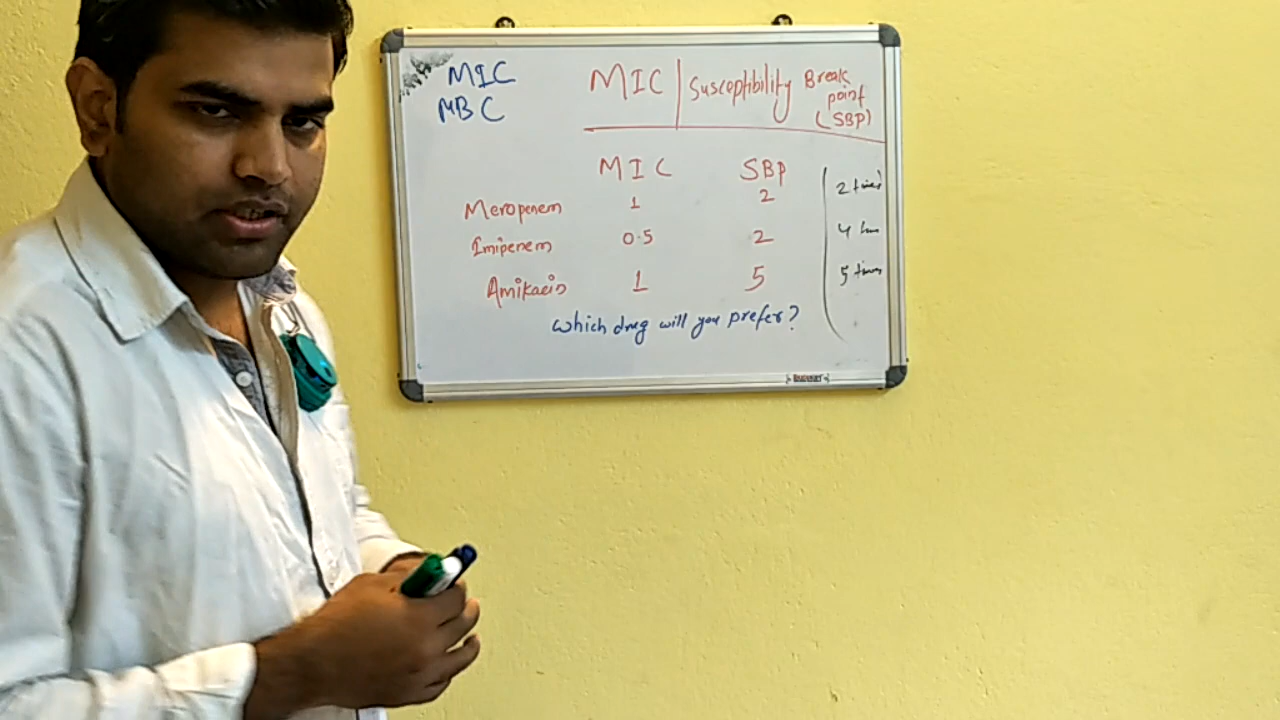 MIC
MBC
MIC | Susceptibility Break point (SBP)
MIC SBP
Meropenem 1 2 2 times
Imipenem 0.5 2 4
Amikacin 1 5 5 times
Which drug will you prefer?